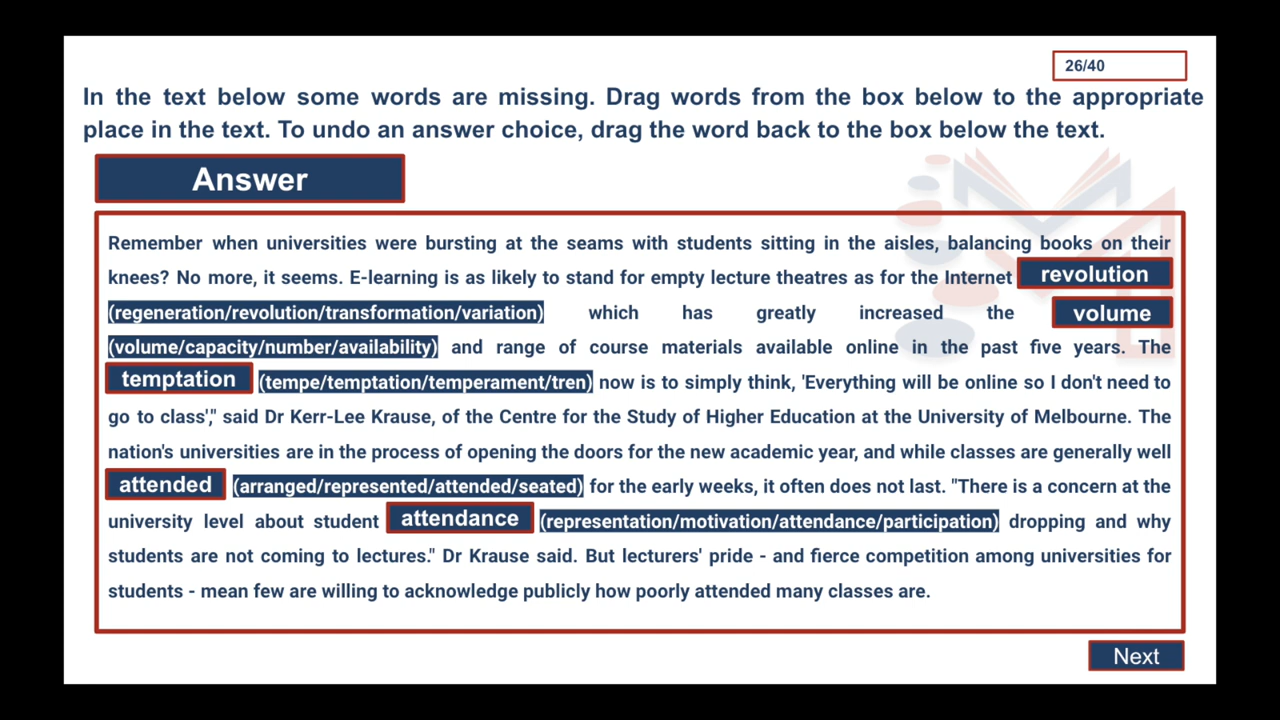 26/40
In the text below some words are missing. Drag words from the box below to the appropriate
place in the text. To undo an answer choice, drag the word back to the box below the text.
Answer
Remember when universities were bursting at the seams with students sitting in the aisles, balancing books on their
knees? No more, it seems. E-learning is as likely to stand for empty lecture theatres as for the Internet revolution
(regeneration/revolution/transformation/variation) which has greatly increased the volume
(volume/capacity/number/availability) and range of course materials available online in the past five years. The
temptation (tempe/temptation/temperament/tren) now is to simply think, 'Everything will be online so I don't need to
go to class'," said Dr Kerr-Lee Krause, of the Centre for the Study of Higher Education at the University of Melbourne. The
nation's universities are in the process of opening the doors for the new academic year, and while classes are generally well
attended (arranged/represented/attended/seated) for the early weeks, it often does not last. "There is a concern at the
university level about student attendance (representation/motivation/attendance/participation) dropping and why
students are not coming to lectures." Dr Krause said. But lecturers' pride - and fierce competition among universities for
students - mean few are willing to acknowledge publicly how poorly attended many classes are.
Next